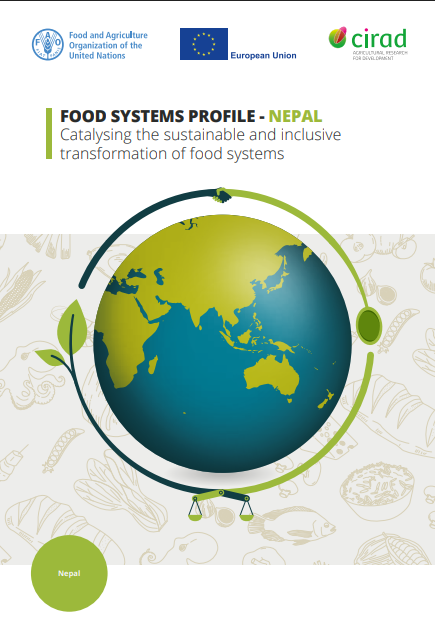 FAO
Food and Agriculture
Organization of the
United Nations
European Union
cirad
AGRICULTURAL RESEARCH
FOR DEVELOPMENT
FOOD SYSTEMS PROFILE - NEPAL
Catalysing the sustainable and inclusive
transformation of food systems
Nepal